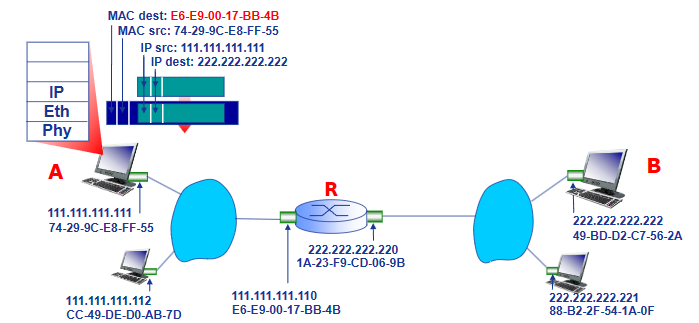 MAC dest: E6-E9-00-17-BB-4B
MAC src: 74-29-9C-E8-FF-55
IP src: 111.111.111.111
IP dest: 222.222.222.222
IP
Eth
Phy
A
B
R
111.111.111.111
74-29-9C-E8-FF-55
222.222.222.222
49-BD-D2-C7-56-2A
222.222.222.220
1A-23-F9-CD-06-9B
111.111.111.112
CC-49-DE-D0-AB-7D
111.111.111.110
E6-E9-00-17-BB-4B
222.222.222.221
88-B2-2F-54-1A-0F